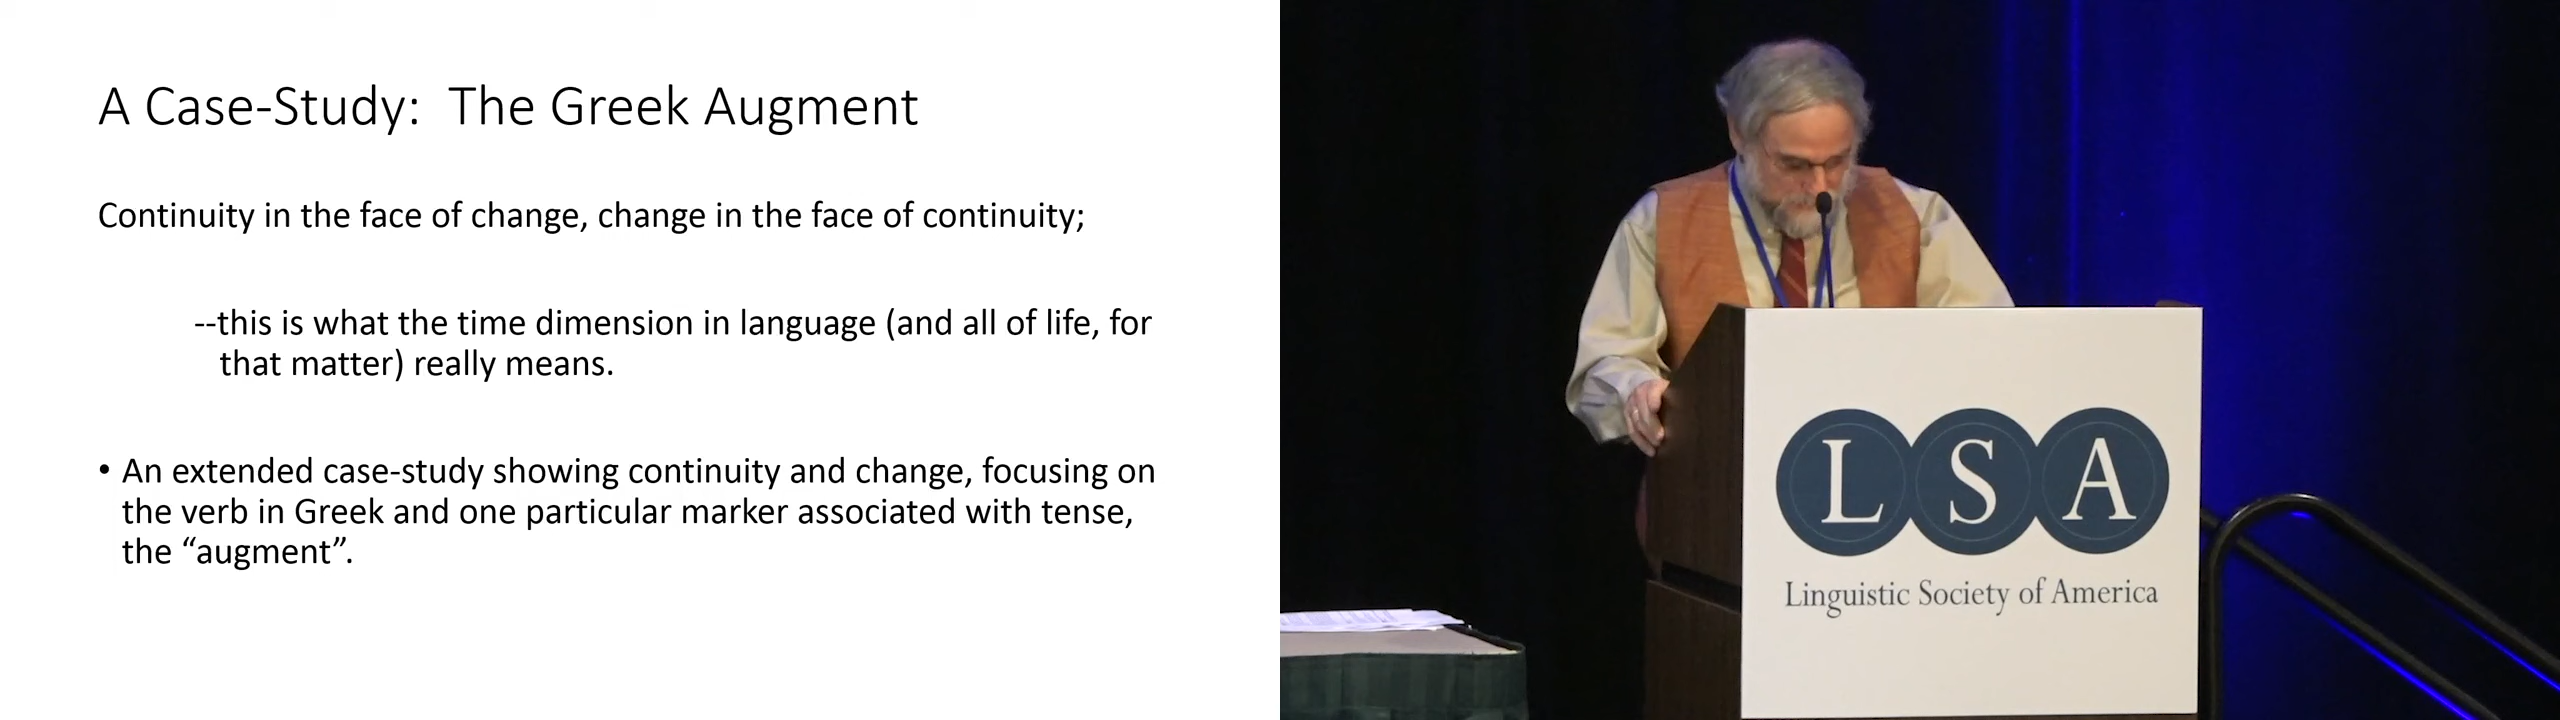 A Case-Study:  The Greek Augment
Continuity in the face of change, change in the face of continuity;
--this is what the time dimension in language (and all of life, for
that matter) really means.
• An extended case-study showing continuity and change, focusing on
the verb in Greek and one particular marker associated with tense,
the “augment”.
L S A
Linguistic Society of America